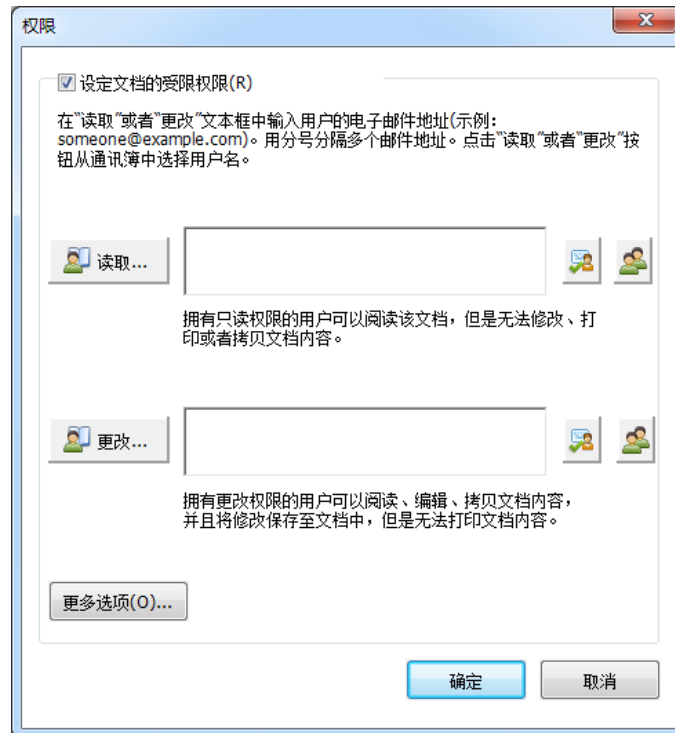 权限
设定文档的受限权限(R)
在"读取"或者"更改"文本框中输入用户的电子邮件地址(示例:
someone@example.com)。用分号分隔多个邮件地址。点击"读取"或者"更改"按
钮从通讯簿中选择用户名。
读取...
拥有只读权限的用户可以阅读该文档，但是无法修改、打
印或者拷贝文档内容。
更改...
拥有更改权限的用户可以阅读、编辑、拷贝文档内容，
并且将修改保存至文档中，但是无法打印文档内容。
更多选项(O)...
确定
取消